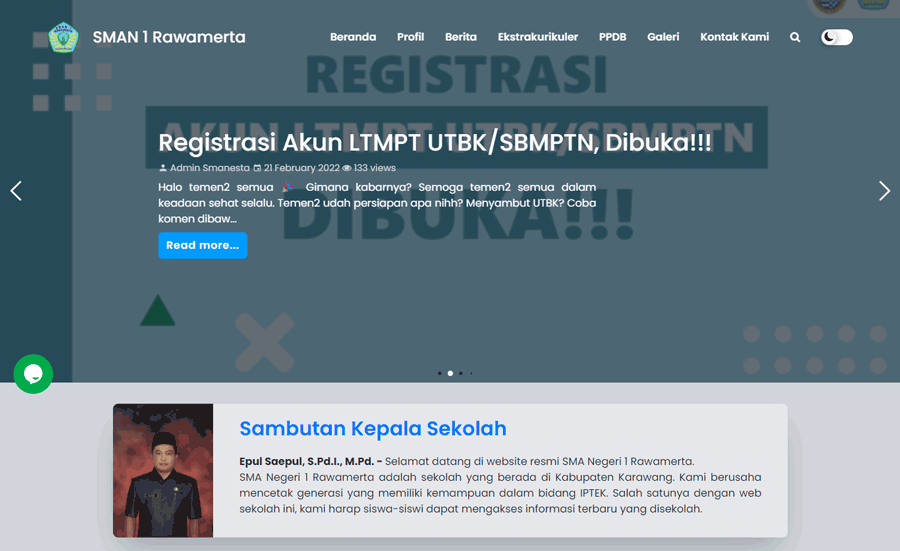 SMAN 1 Rawamerta
Beranda Profil Berita Ekstrakurikuler PPDB Galeri Kontak Kami
REGISTRASI
AKUN LTMPT UTBK/SBMPTN
DIBUKA!!!
Registrasi Akun LTMPT UTBK/SBMPTN, Dibuka!!!
Admin Smanesta 21 February 2022 133 views
Halo temen2 semua 🎉 Gimana kabarnya? Semoga temen2 semua dalam
keadaan sehat selalu. Temen2 udah persiapan apa nihh? Menyambut UTBK? Coba
komen dibaw...
Read more...
Sambutan Kepala Sekolah
Epul Saepul, S.Pd.I., M.Pd. - Selamat datang di website resmi SMA Negeri 1 Rawamerta.
SMA Negeri 1 Rawamerta adalah sekolah yang berada di Kabupaten Karawang. Kami berusaha
mencetak generasi yang memiliki kemampuan dalam bidang IPTEK. Salah satunya dengan web
sekolah ini, kami harap siswa-siswi dapat mengakses informasi terbaru yang disekolah.